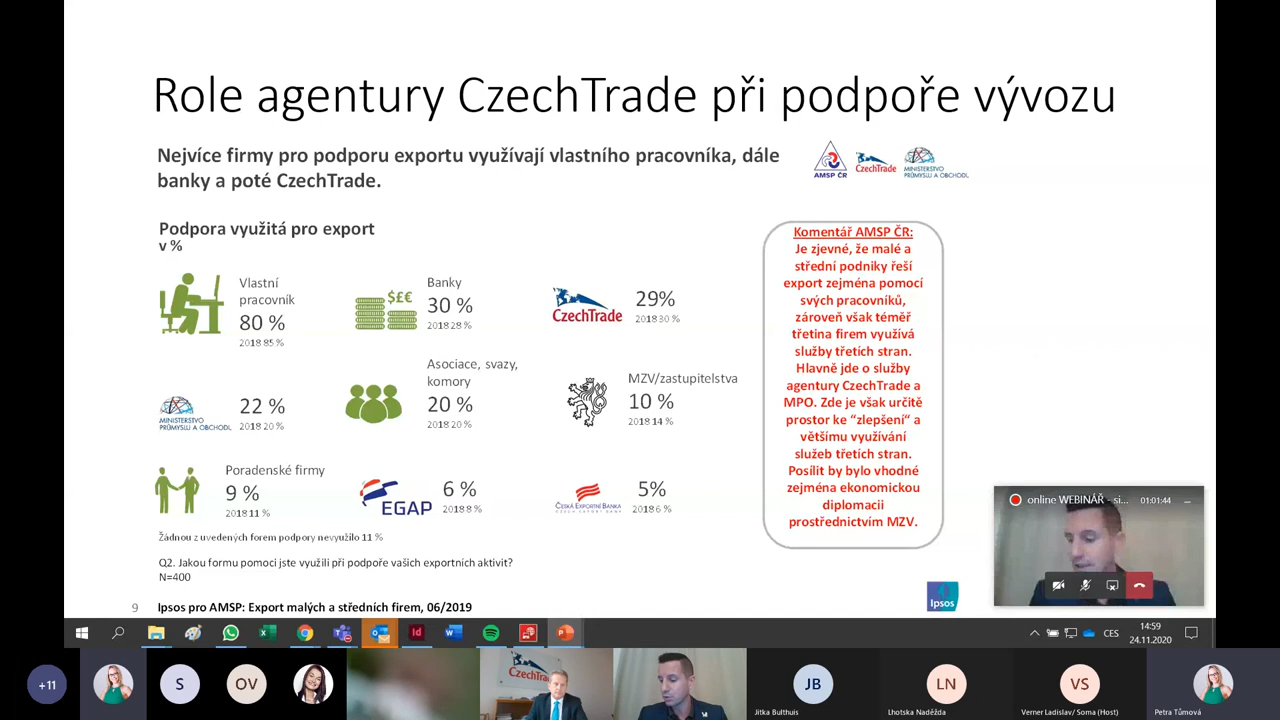 Role agentury CzechTrade při podpoře vývozu
Nejvíce firmy pro podporu exportu využívají vlastního pracovníka, dále
banky a poté CzechTrade.
AMSP ČR
CzechTrade
MINISTERSTVO
PRŮMYSLU A OBCHODU
Podpora využitá pro export
v %
Vlastní
pracovník
80 %
2018 85 %
$££
Banky
30 %
2018 28 %
CzechTrade
29%
2018 30 %
MINISTERSTVO
PRŮMYSLU A OBCHODU
22 %
2018 20 %
Asociace, svazy,
komory
20 %
2018 20 %
MZV/zastupitelstva
10 %
2018 14 %
Poradenské firmy
9 %
2018 11 %
EGAP
6 %
2018 8 %
ČESKÁ EXPORTNÍ BANKA
CZECH EXPORT BANK
5%
2018 6 %
Žádnou z uvedených forem podpory nevyužilo 11 %
Q2. Jakou formu pomoci jste využili při podpoře vašich exportních aktivit?
N=400
9
Ipsos pro AMSP: Export malých a středních firem, 06/2019
Ipsos
Komentář AMSP ČR:
Je zjevné, že malé a
střední podniky řeší
export zejména pomocí
svých pracovníků,
zároveň však téměř
třetina firem využívá
služby třetích stran.
Hlavně jde o služby
agentury CzechTrade a
MPO. Zde je však určitě
prostor ke “zlepšení“ a
většímu využívání
služeb třetích stran.
Posílit by bylo vhodné
zejména ekonomickou
diplomacii
prostřednictvím MZV.
online WEBINÁŘ - si...
01:01:44
CES
14:59
24.11.2020
+11
S
OV
CzechTrade
JB
Jitka Bulthuis
LN
Lhotska Naděžda
VS
Verner Ladislav/ Soma (Host)
Petra Tůmová